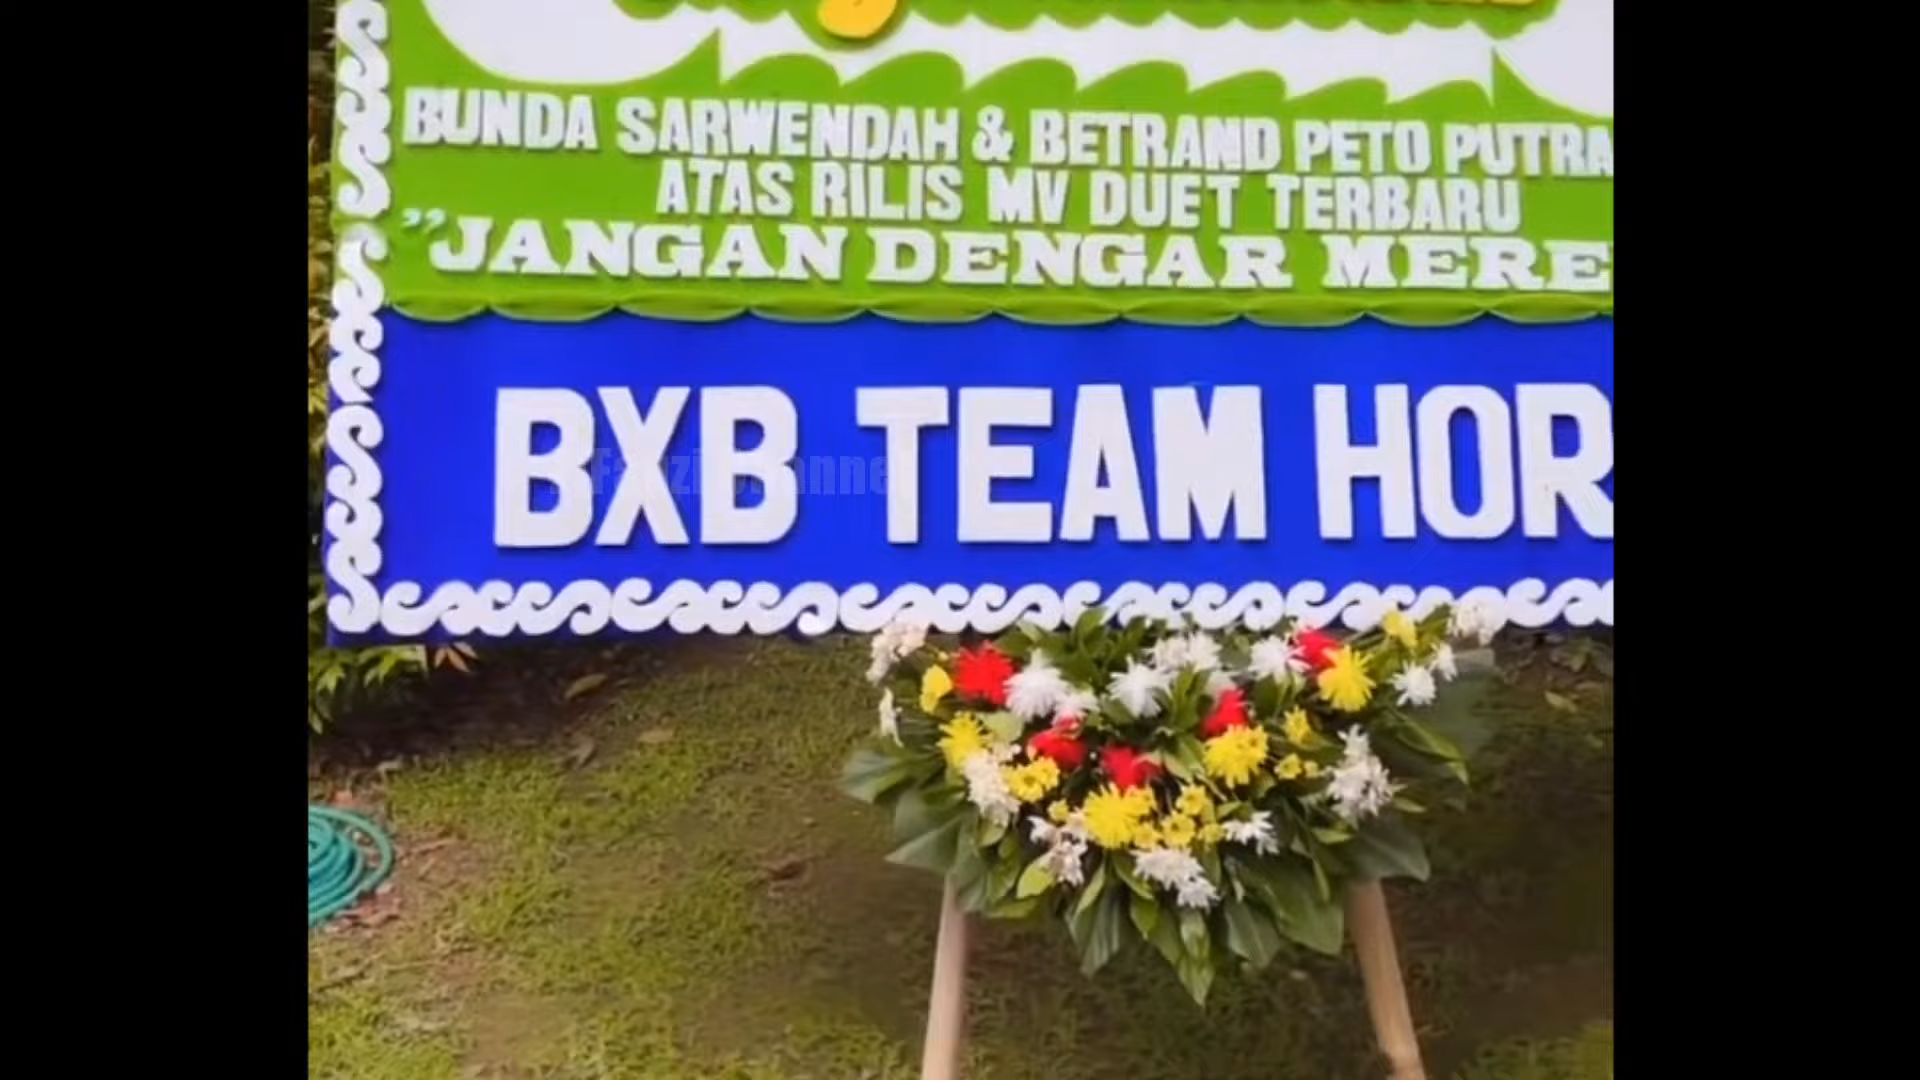 BUNDA SARWENDAH & BETRAND PETO PUTRA
ATAS RILIS MV DUET TERBARU
"JANGAN DENGAR MERE
BXB TEAM HOR